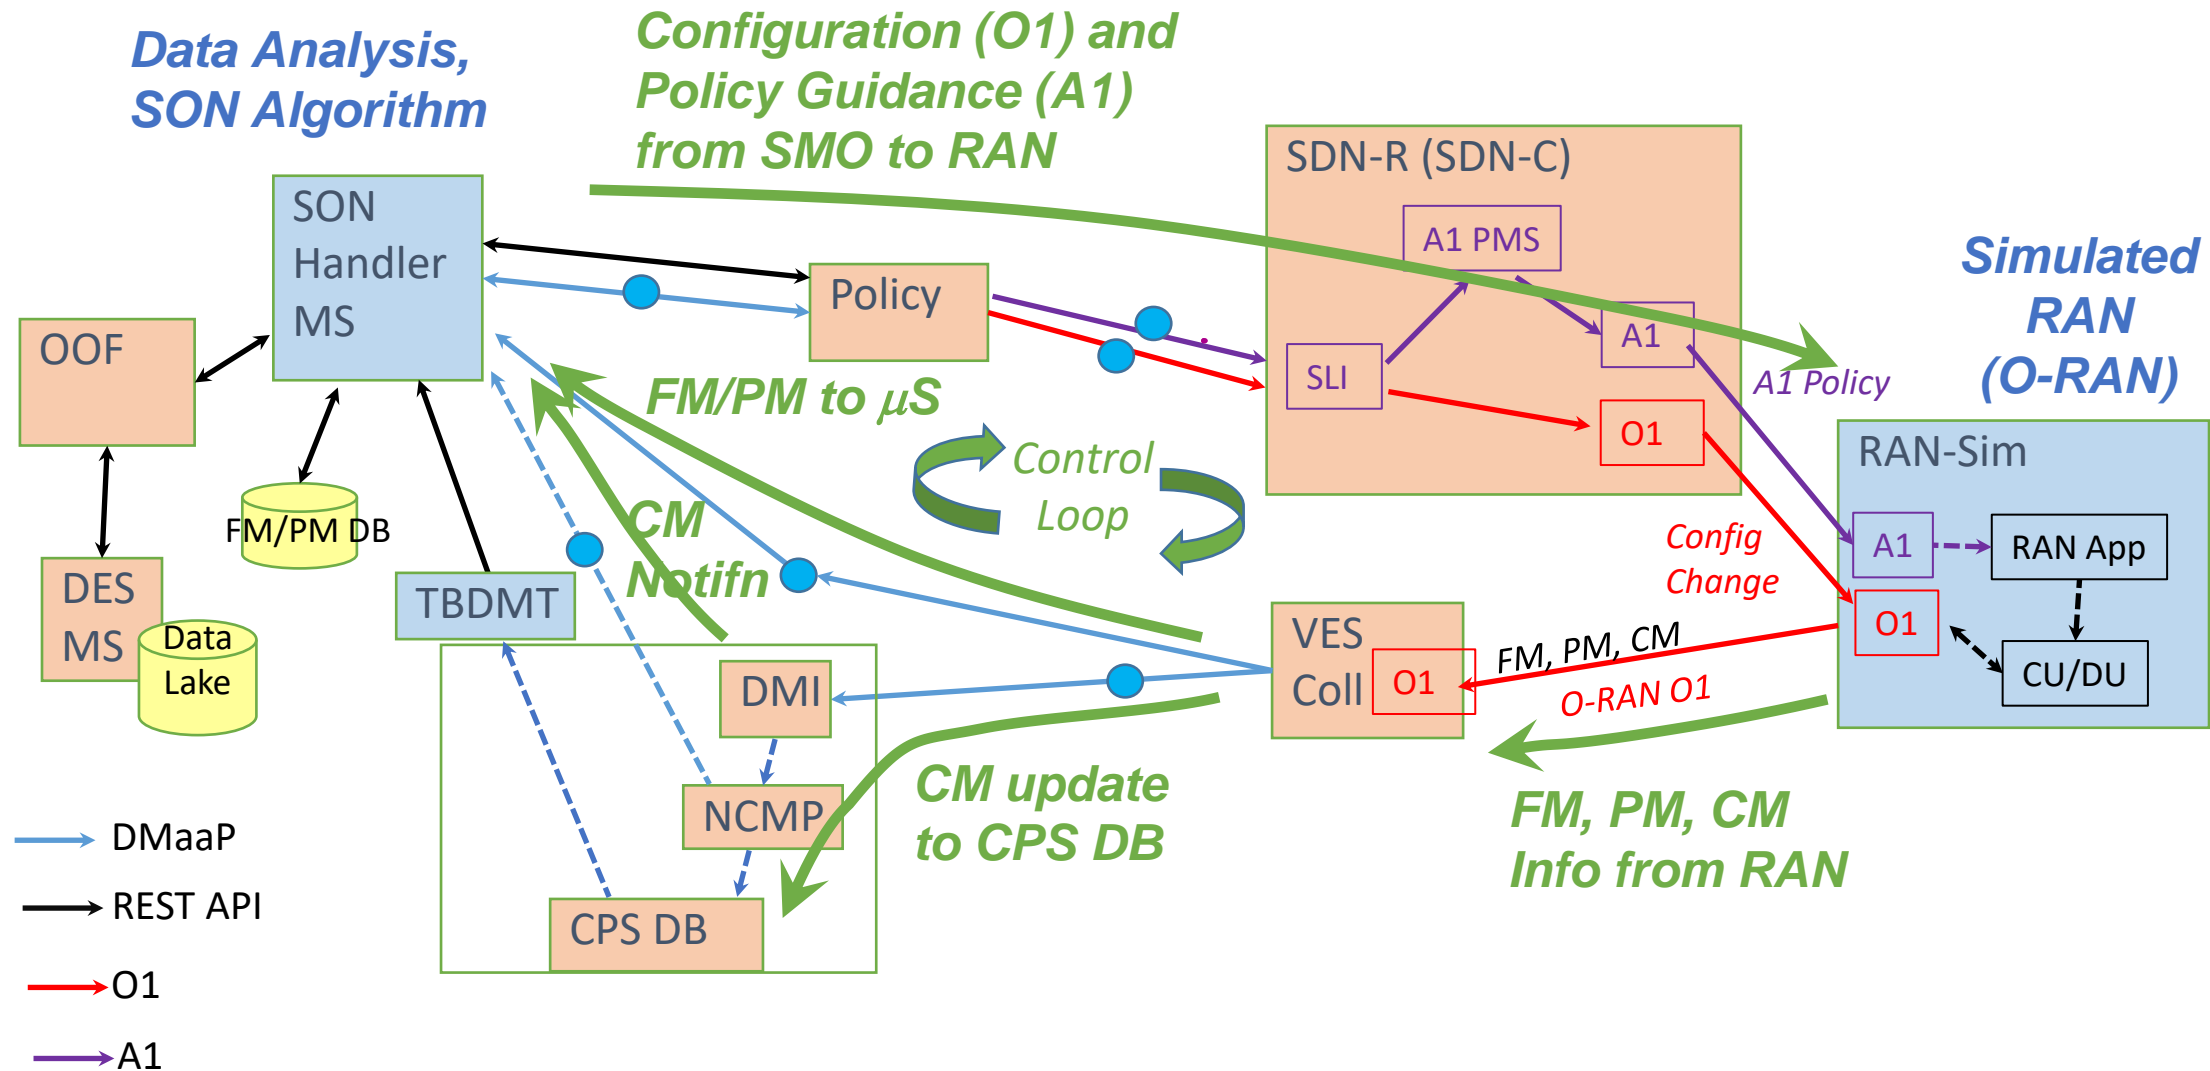 Data Analysis,
SON Algorithm
Configuration (O1) and
Policy Guidance (A1)
from SMO to RAN
SON
Handler
MS
OOF
DES
MS
Data
Lake
FM/PM DB
TBDMT
Policy
FM/PM to μS
CM
Notifn
Control
Loop
SDN-R (SDN-C)
A1 PMS
SLI
A1
O1
A1 Policy
Config
Change
Simulated
RAN
(O-RAN)
RAN-Sim
A1
RAN App
O1
CU/DU
VES
Coll
O1
FM, PM, CM
O-RAN O1
DMI
NCMP
CPS DB
CM update
to CPS DB
FM, PM, CM
Info from RAN
DMaaP
REST API
O1
A1